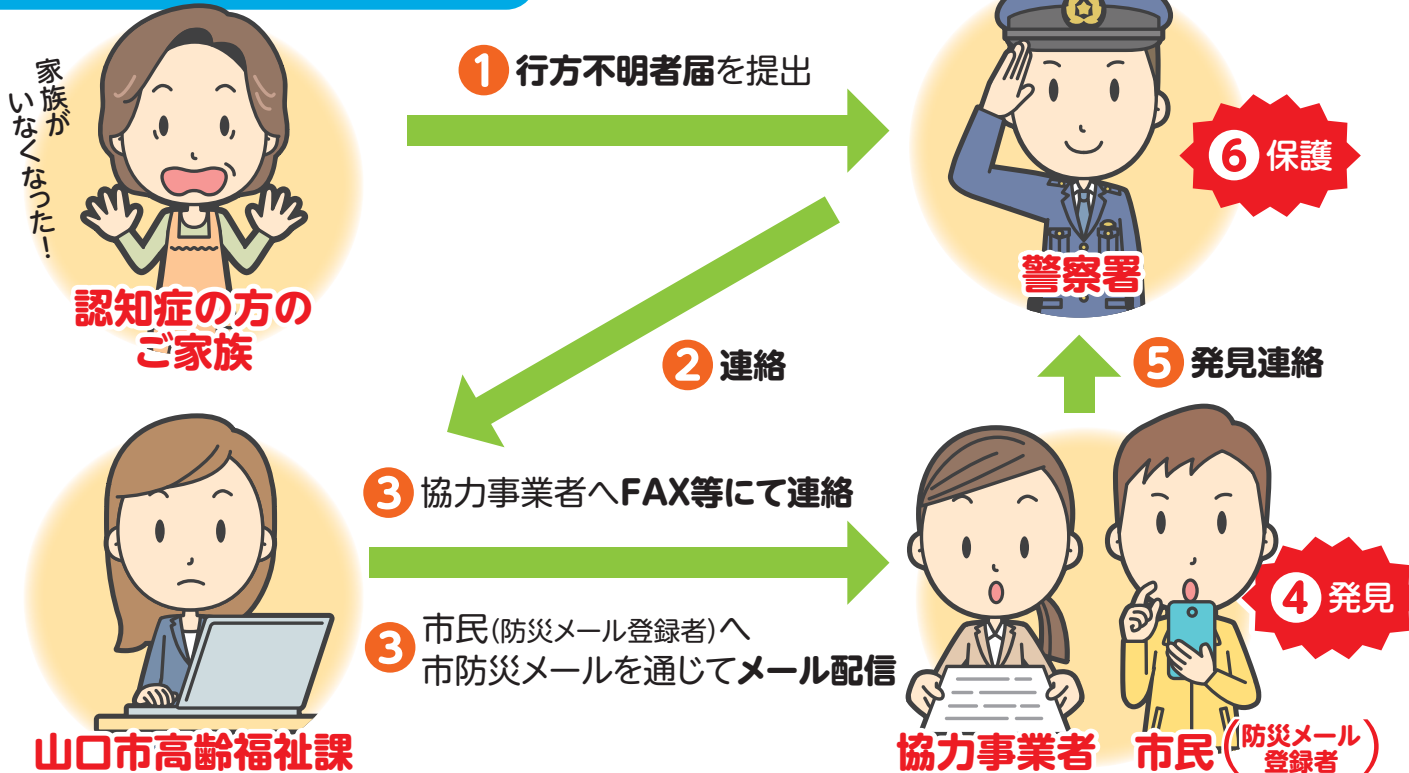 家族が
いなくなった！
認知症の方の
ご家族
1 行方不明者届を提出
警察署
6 保護
2 連絡
5 発見連絡
3 協力事業者へFAX等にて連絡
3 市民(防災メール登録者)へ
市防災メールを通じてメール配信
4 発見
山口市高齢福祉課
協力事業者
市民(防災メール
登録者)